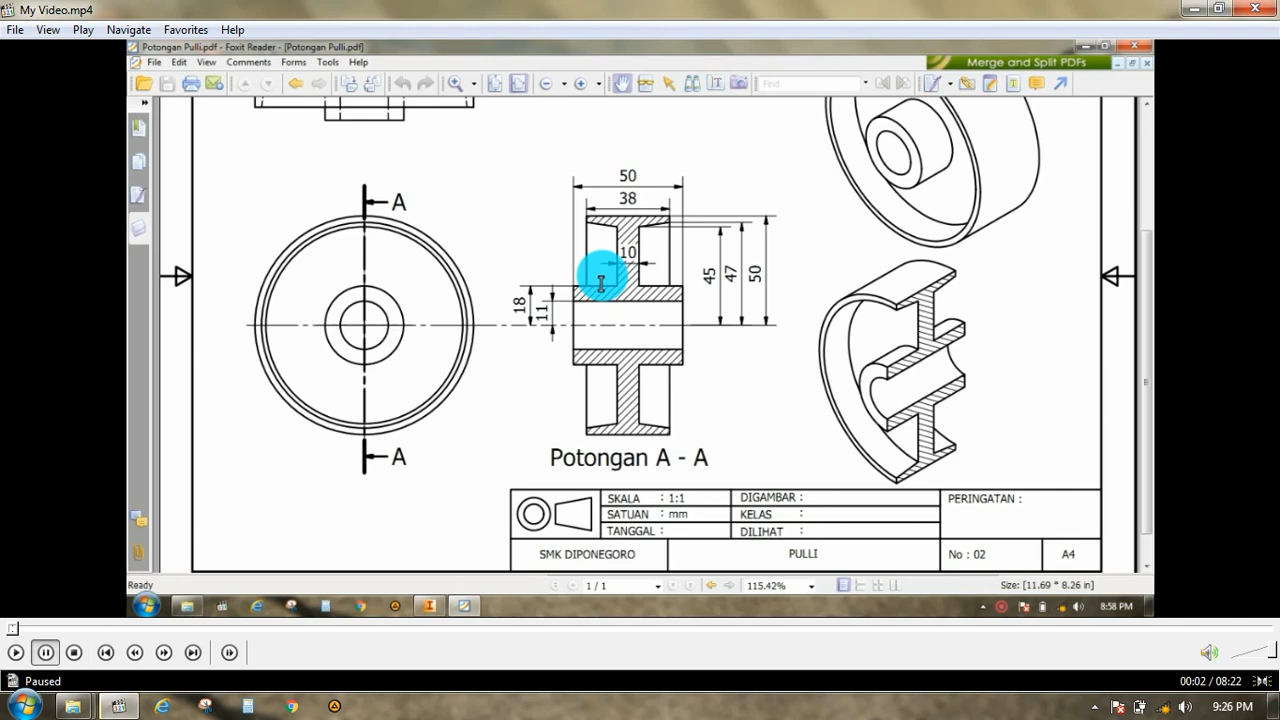 My Video.mp4
File View Play Navigate Favorites Help
Potongan Pulli.pdf - Foxit Reader - [Potongan Pulli.pdf]
File Edit View Comments Forms Tools Help
Merge and Split PDFs
Find
A
50
38
10
45
47
50
18
11
A
Potongan A - A
SKALA : 1:1
DIGAMBAR :
PERINGATAN :
SATUAN : mm
KELAS :
TANGGAL :
DILIHAT :
SMK DIPONEGORO
PULLI
No : 02
A4
Ready
1 / 1
115.42%
Size: [11.69 * 8.26 in]
8:58 PM
Paused
00:02 / 08:22
9:26 PM